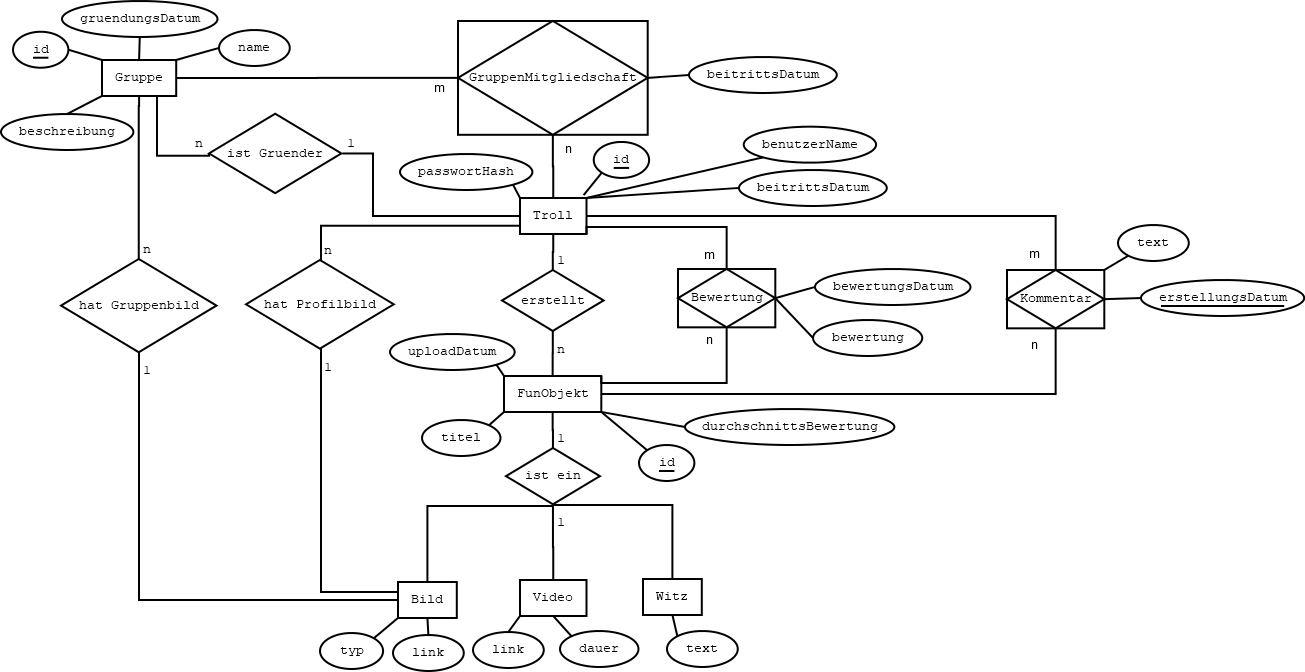 gruendungsDatum
id
name
Gruppe
GruppenMitgliedschaft
beitrittsDatum
m
beschreibung
n
ist Gruender
1
n
id
benutzerName
passwortHash
beitrittsDatum
Troll
n
n
1
m
m
text
hat Gruppenbild
hat Profilbild
erstellt
Bewertung
bewertungsDatum
Kommentar
erstellungsDatum
bewertung
n
n
n
uploadDatum
1
1
FunObjekt
titel
1
durchschnittsBewertung
id
ist ein
1
Bild
Video
Witz
typ
link
link
dauer
text